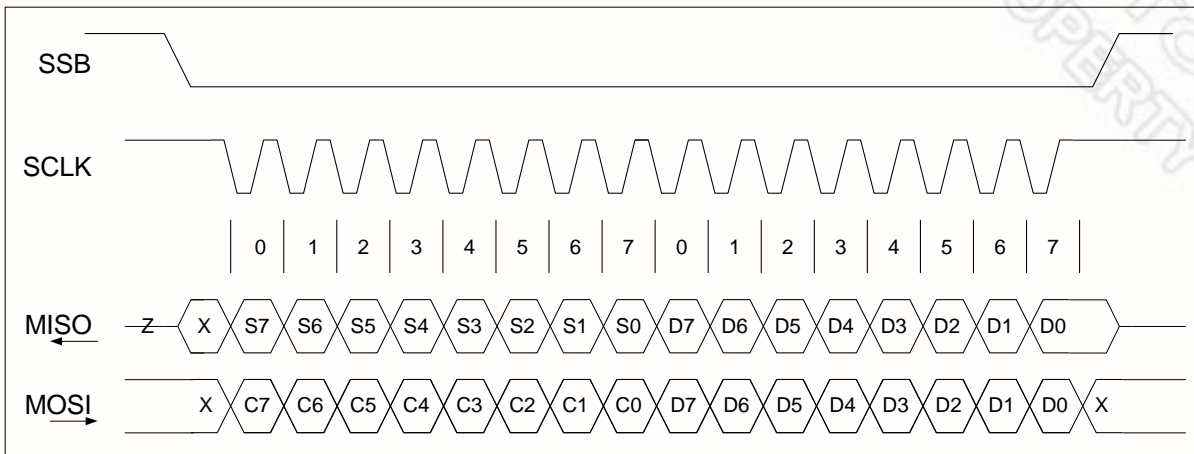 SSB
SCLK
0 1 2 3 4 5 6 7 0 1 2 3 4 5 6 7
MISO Z X S7 S6 S5 S4 S3 S2 S1 S0 D7 D6 D5 D4 D3 D2 D1 D0
MOSI X C7 C6 C5 C4 C3 C2 C1 C0 D7 D6 D5 D4 D3 D2 D1 D0 X